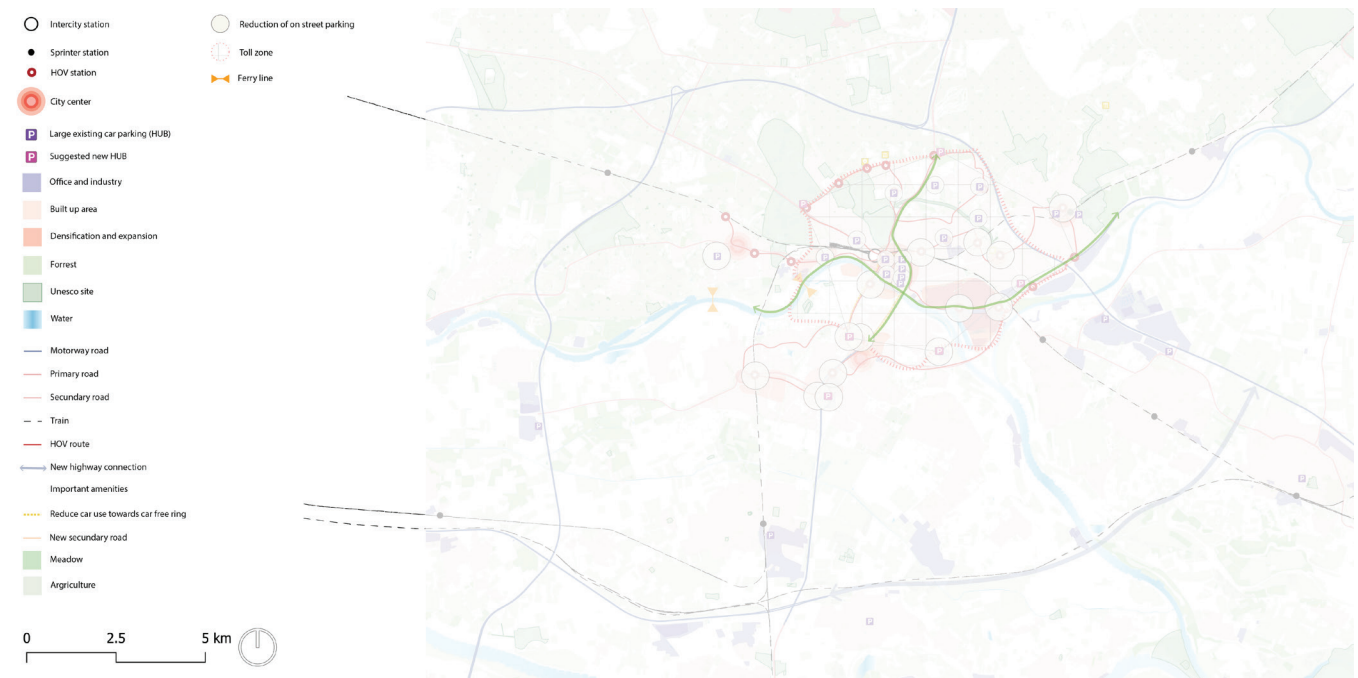 Intercity station
Sprinter station
HOV station
City center
P Large existing car parking (HUB)
P Suggested new HUB
Office and industry
Built up area
Densification and expansion
Forrest
Unesco site
Water
Motorway road
Primary road
Secundary road
Train
HOV route
New highway connection
Important amenities
Reduce car use towards car free ring
New secundary road
Meadow
Argriculture
Reduction of on street parking
Toll zone
Ferry line
0 2.5 5 km